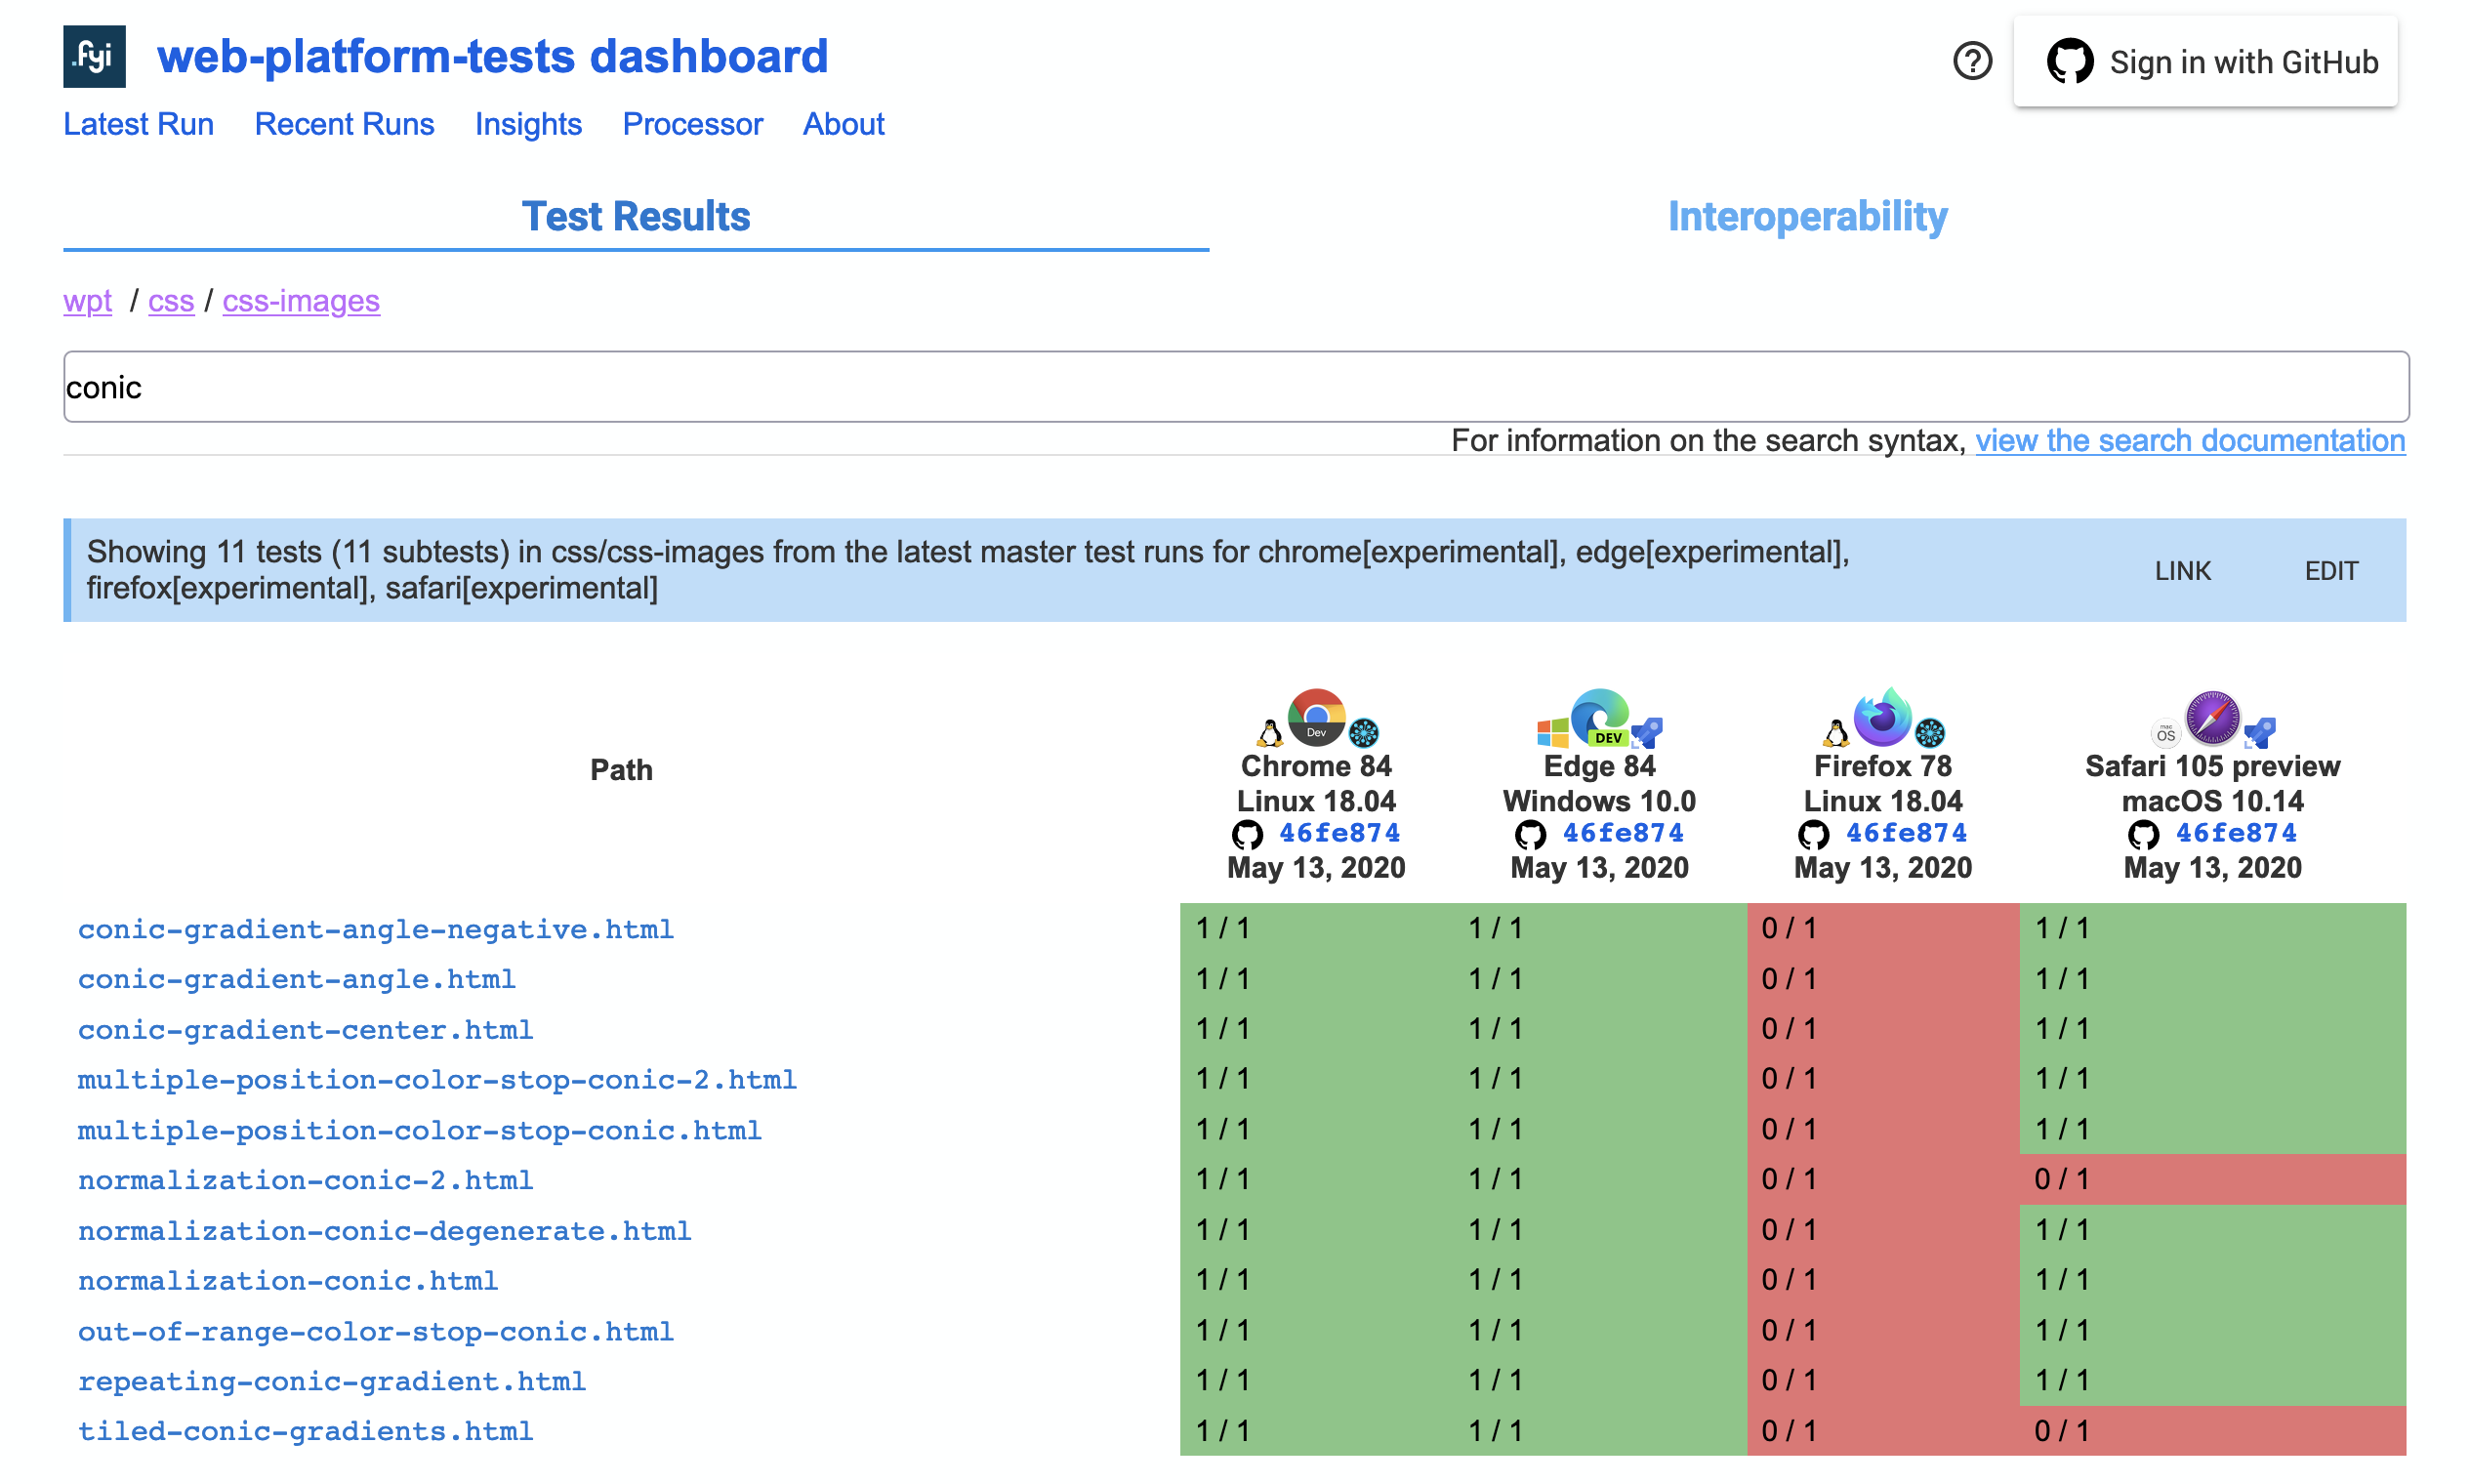 .fyi web-platform-tests dashboard
Sign in with GitHub
Latest Run Recent Runs Insights Processor About
Test Results Interoperability
wpt / css / css-images
conic
For information on the search syntax, view the search documentation
Showing 11 tests (11 subtests) in css/css-images from the latest master test runs for chrome[experimental], edge[experimental],
firefox[experimental], safari[experimental]
LINK EDIT
Dev DEV mac OS
Path Chrome 84 Edge 84 Firefox 78 Safari 105 preview
Linux 18.04 Windows 10.0 Linux 18.04 macOS 10.14
46fe874 46fe874 46fe874 46fe874
May 13, 2020 May 13, 2020 May 13, 2020 May 13, 2020
conic-gradient-angle-negative.html 1 / 1 1 / 1 0 / 1 1 / 1
conic-gradient-angle.html 1 / 1 1 / 1 0 / 1 1 / 1
conic-gradient-center.html 1 / 1 1 / 1 0 / 1 1 / 1
multiple-position-color-stop-conic-2.html 1 / 1 1 / 1 0 / 1 1 / 1
multiple-position-color-stop-conic.html 1 / 1 1 / 1 0 / 1 1 / 1
normalization-conic-2.html 1 / 1 1 / 1 0 / 1 0 / 1
normalization-conic-degenerate.html 1 / 1 1 / 1 0 / 1 1 / 1
normalization-conic.html 1 / 1 1 / 1 0 / 1 1 / 1
out-of-range-color-stop-conic.html 1 / 1 1 / 1 0 / 1 1 / 1
repeating-conic-gradient.html 1 / 1 1 / 1 0 / 1 1 / 1
tiled-conic-gradients.html 1 / 1 1 / 1 0 / 1 0 / 1